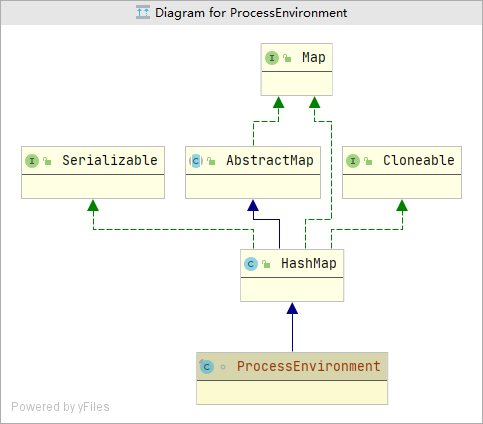 Diagram for ProcessEnvironment
I Map
I Serializable
C AbstractMap
I Cloneable
C HashMap
C ProcessEnvironment
Powered by yFiles